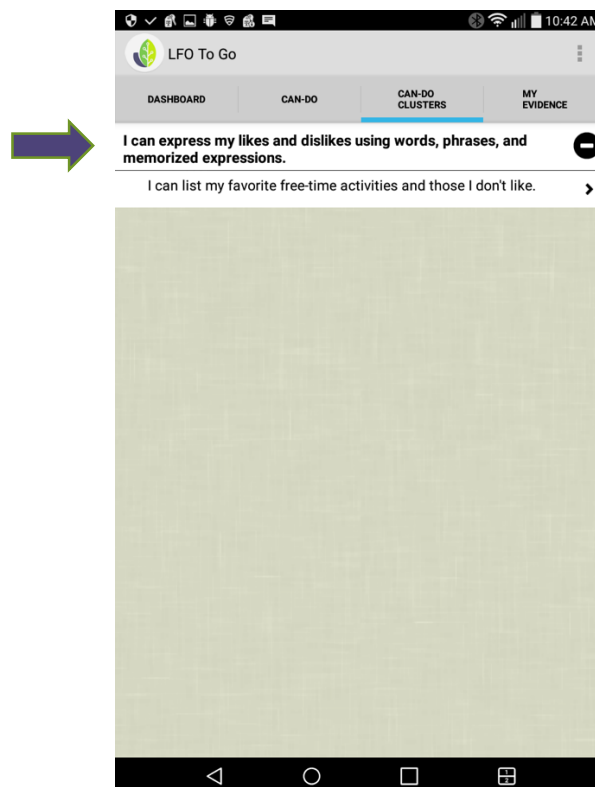 10:42 AM
LFO To Go
DASHBOARD
CAN-DO
CAN-DO
CLUSTERS
MY
EVIDENCE
I can express my likes and dislikes using words, phrases, and
memorized expressions.
I can list my favorite free-time activities and those I don't like.